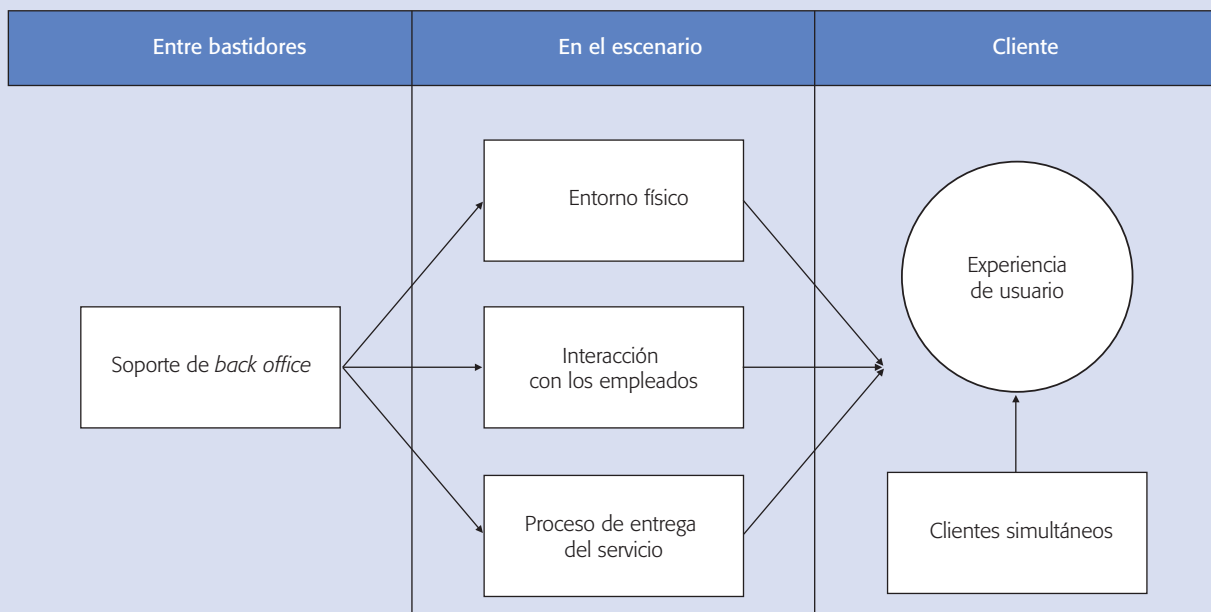 Entre bastidores
En el escenario
Cliente
Soporte de back office
Entorno físico
Interacción
con los empleados
Proceso de entrega
del servicio
Experiencia
de usuario
Clientes simultáneos